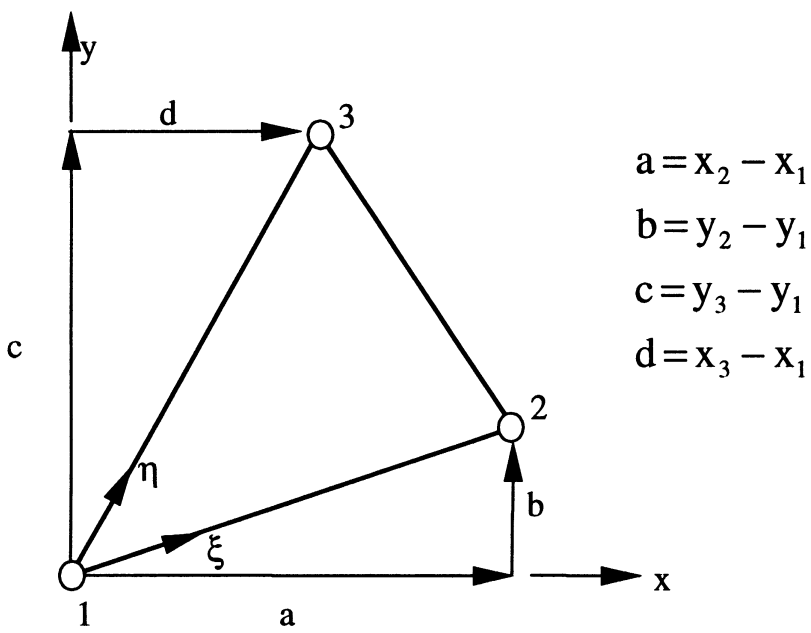 y
d
3
a = x₂ − x₁
b = y₂ − y₁
c = y₃ − y₁
d = x₃ − x₁
c
2
η
b
ξ
x
1
a